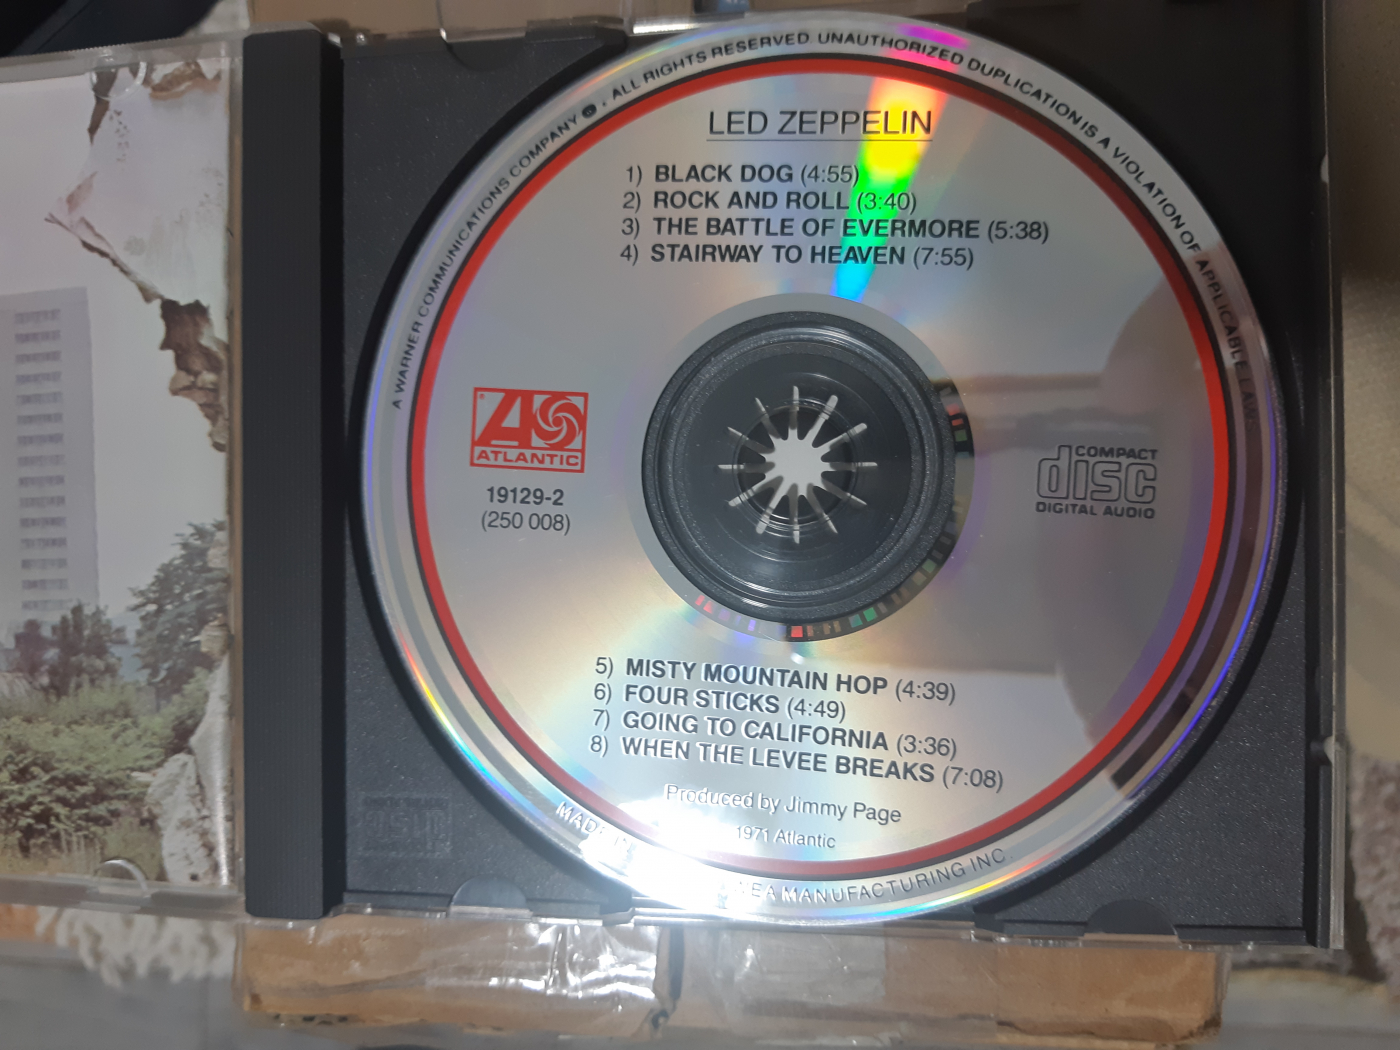 A WARNER COMMUNICATIONS COMPANY . ALL RIGHTS RESERVED. UNAUTHORIZED DUPLICATION IS A VIOLATION OF APPLICABLE LAWS
LED ZEPPELIN
1) BLACK DOG (4:55)
2) ROCK AND ROLL (3:40)
3) THE BATTLE OF EVERMORE (5:38)
4) STAIRWAY TO HEAVEN (7:55)
ATLANTIC
19129-2
(250 008)
COMPACT
disc
DIGITAL AUDIO
5) MISTY MOUNTAIN HOP (4:39)
6) FOUR STICKS (4:49)
7) GOING TO CALIFORNIA (3:36)
8) WHEN THE LEVEE BREAKS (7:08)
Produced by Jimmy Page
1971 Atlantic
MANUFACTURING INC.